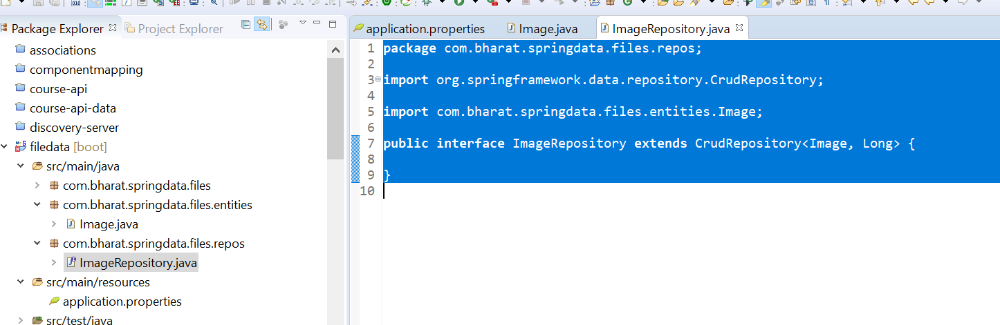 Package Explorer Project Explorer
associations
componentmapping
course-api
course-api-data
discovery-server
filedata [boot]
src/main/java
com.bharat.springdata.files
com.bharat.springdata.files.entities
Image.java
com.bharat.springdata.files.repos
ImageRepository.java
src/main/resources
application.properties
src/test/java
application.properties Image.java ImageRepository.java
1 package com.bharat.springdata.files.repos;
2
3 import org.springframework.data.repository.CrudRepository;
4
5 import com.bharat.springdata.files.entities.Image;
6
7 public interface ImageRepository extends CrudRepository<Image, Long> {
8
9 }
10